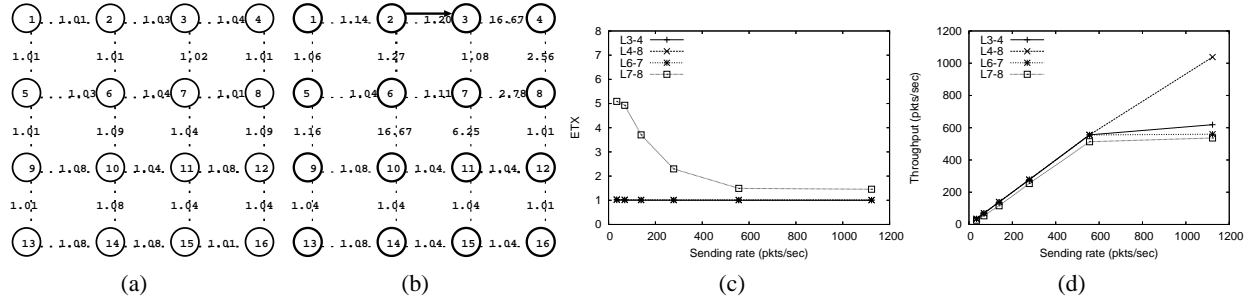 1 1.01 2 1.03 3 1.04 4
1.01 1.01 1.02 1.01
5 1.03 6 1.04 7 1.01 8
1.01 1.09 1.04 1.09
9 1.08 10 1.04 11 1.08 12
1.01 1.08 1.04 1.04
13 1.08 14 1.08 15 1.01 16
(a)
1 1.14 2 1.20 3 16.67 4
1.06 1.27 1.08 2.56
5 1.04 6 1.11 7 2.78 8
1.16 16.67 6.25 1.01
9 1.08 10 1.04 11 1.04 12
1.04 1.04 1.04 1.01
13 1.08 14 1.04 15 1.04 16
(b)
8
7
6
5
4
3
2
1
0
ETX
L3-4
L4-8
L6-7
L7-8
0 200 400 600 800 1000 1200
Sending rate (pkts/sec)
(c)
1200
1000
800
600
400
200
0
Throughput (pkts/sec)
L3-4
L4-8
L6-7
L7-8
0 200 400 600 800 1000 1200
Sending rate (pkts/sec)
(d)